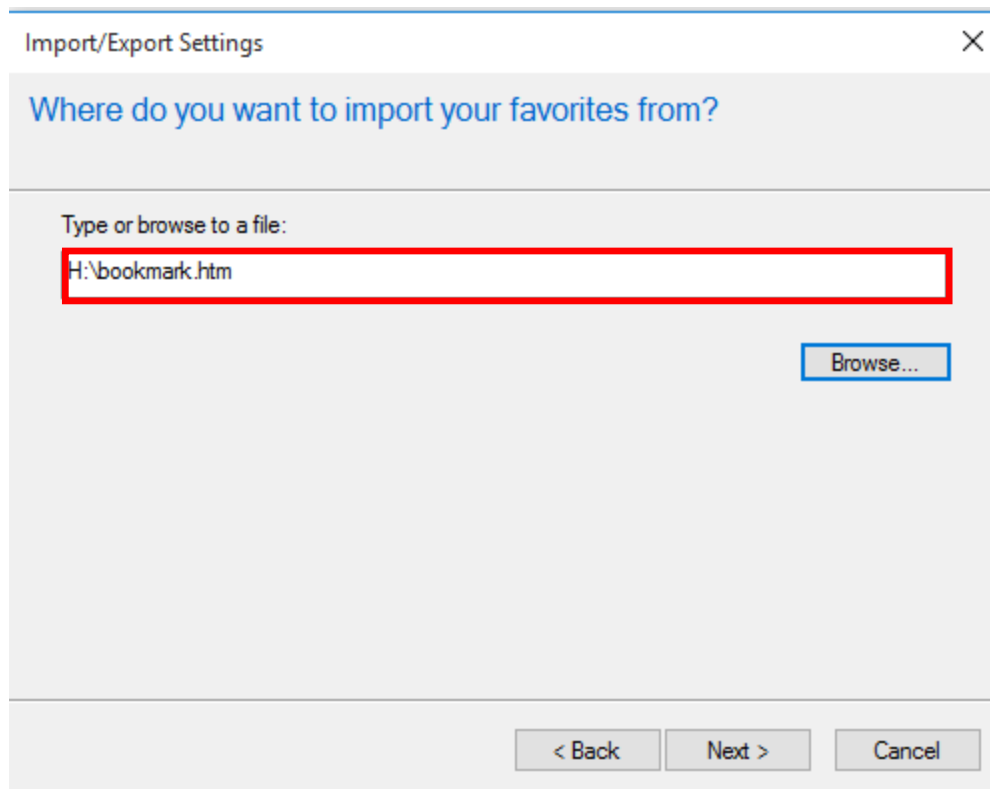 Import/Export Settings
Where do you want to import your favorites from?
Type or browse to a file:
H:\bookmark.htm
Browse...
< Back
Next >
Cancel